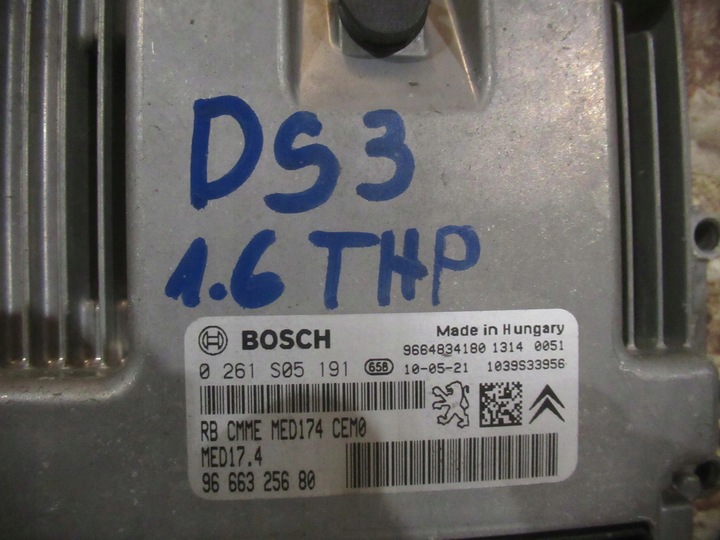 DS3
1.6 THP
BOSCH
Made in Hungary
9664834180 1314 0051
0 261 S05 191 658 10-05-21 1039S33956
RB CMME MED174 CEM0
MED17.4
96 663 256 80